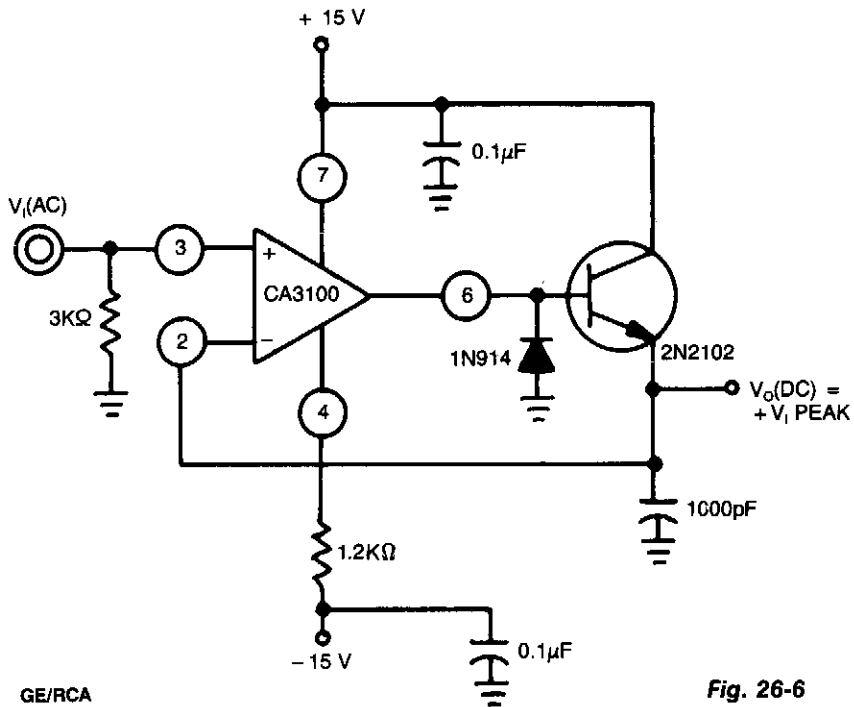 + 15 V
0.1μF
7
V_I(AC)
3
+
CA3100
6
3KΩ
2
−
1N914
2N2102
4
V_O(DC) =
+ V_I PEAK
1000pF
1.2KΩ
− 15 V
0.1μF
GE/RCA
Fig. 26-6